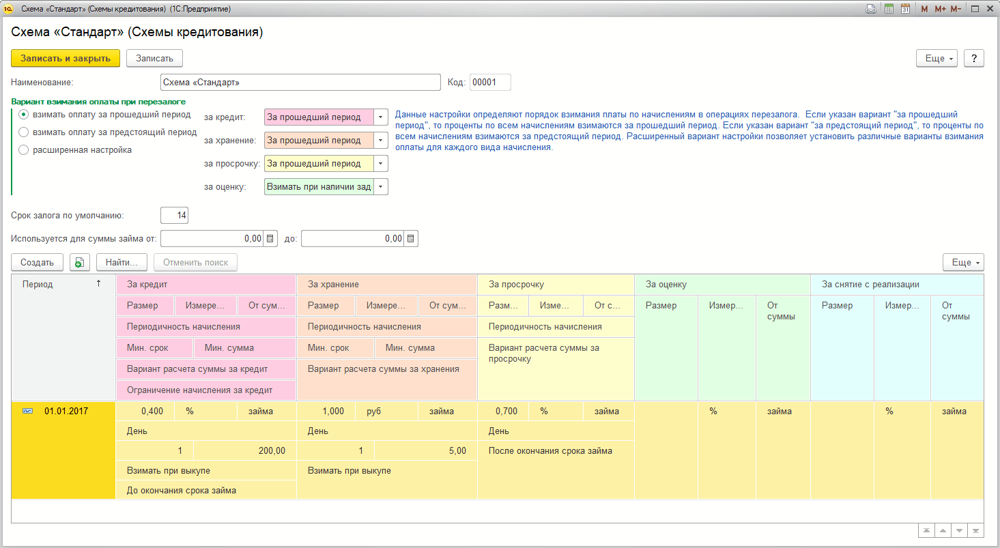 Схема «Стандарт» (Схемы кредитования) (1С:Предприятие)
31 M M+ M-
Схема «Стандарт» (Схемы кредитования)
Записать и закрыть Записать Еще ?
Наименование: Схема «Стандарт» Код: 00001
Вариант взимания оплаты при перезалоге
взимать оплату за прошедший период
взимать оплату за предстоящий период
расширенная настройка
за кредит: За прошедший период
за хранение: За прошедший период
за просрочку: За прошедший период
за оценку: Взимать при наличии зад
Данные настройки определяют порядок взимания платы по начислениям в операциях перезалога. Если указан вариант "за прошедший
период", то проценты по всем начислениям взимаются за прошедший период. Если указан вариант "за предстоящий период", то проценты по
всем начислениям взимаются за предстоящий период. Расширенный вариант настройки позволяет установить различные варианты взимания
оплаты для каждого вида начисления.
Срок залога по умолчанию: 14
Используется для суммы займа от: 0,00 до: 0,00
Создать Найти... Отменить поиск Еще
Период ↑ За кредит За хранение За просрочку За оценку За снятие с реализации
Размер Измере... От сум... Размер Измере... От сум... Разм... Изме... От с... Размер Измер... От суммы Размер Измер... От суммы
Периодичность начисления Периодичность начисления Периодичность начисления
Мин. срок Мин. сумма Мин. срок Мин. сумма Вариант расчета суммы за просрочку
Вариант расчета суммы за кредит Вариант расчета суммы за хранения
Ограничение начисления за кредит
01.01.2017 0,400 % займа 1,000 руб займа 0,700 % займа % займа % займа
День День День
1 200,00 1 5,00 После окончания срока займа
Взимать при выкупе Взимать при выкупе
До окончания срока займа